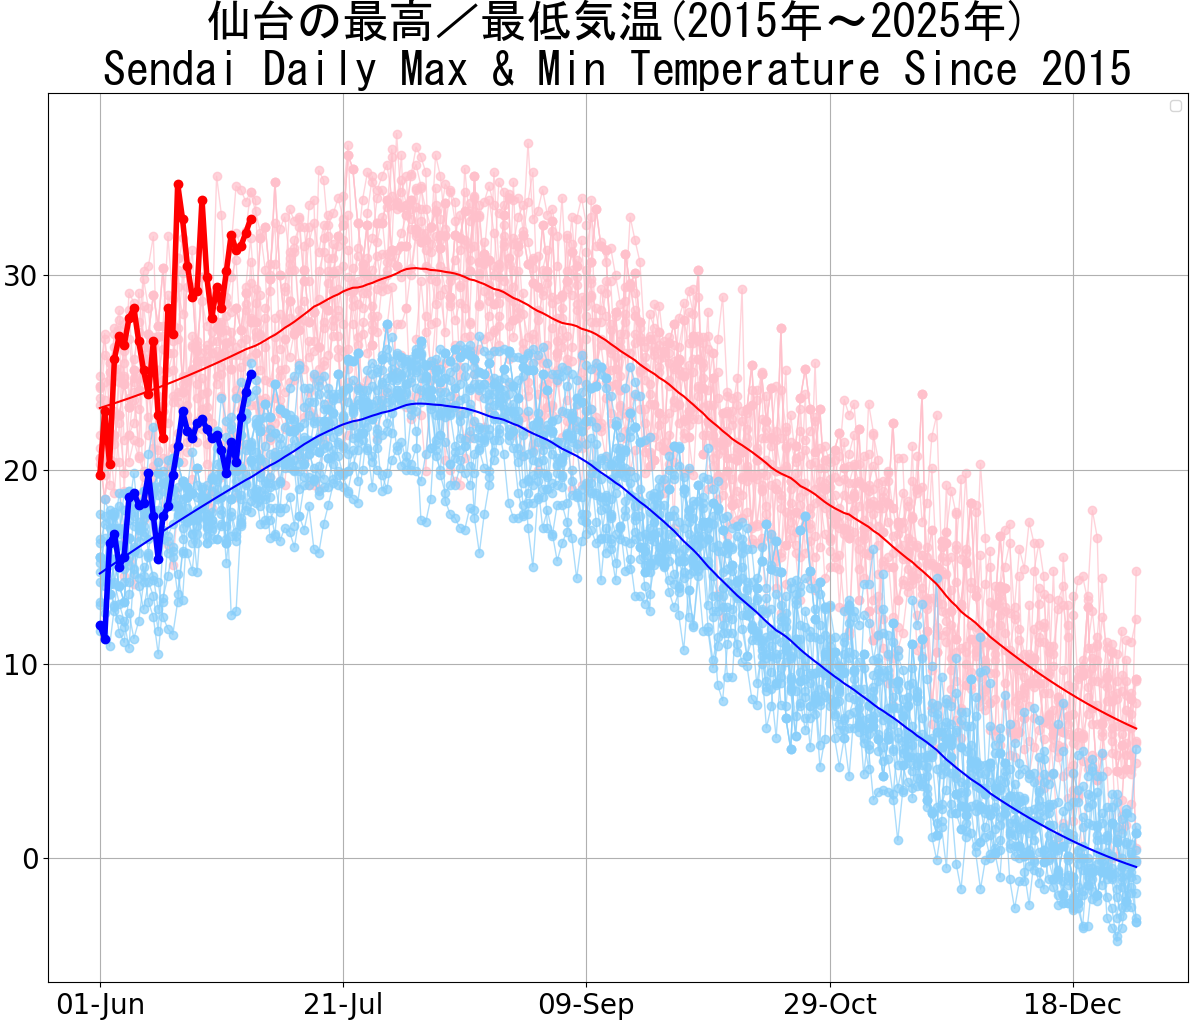 仙台の最高／最低気温(2015年～2025年)
Sendai Daily Max & Min Temperature Since 2015
30
20
10
0
01-Jun 21-Jul 09-Sep 29-Oct 18-Dec